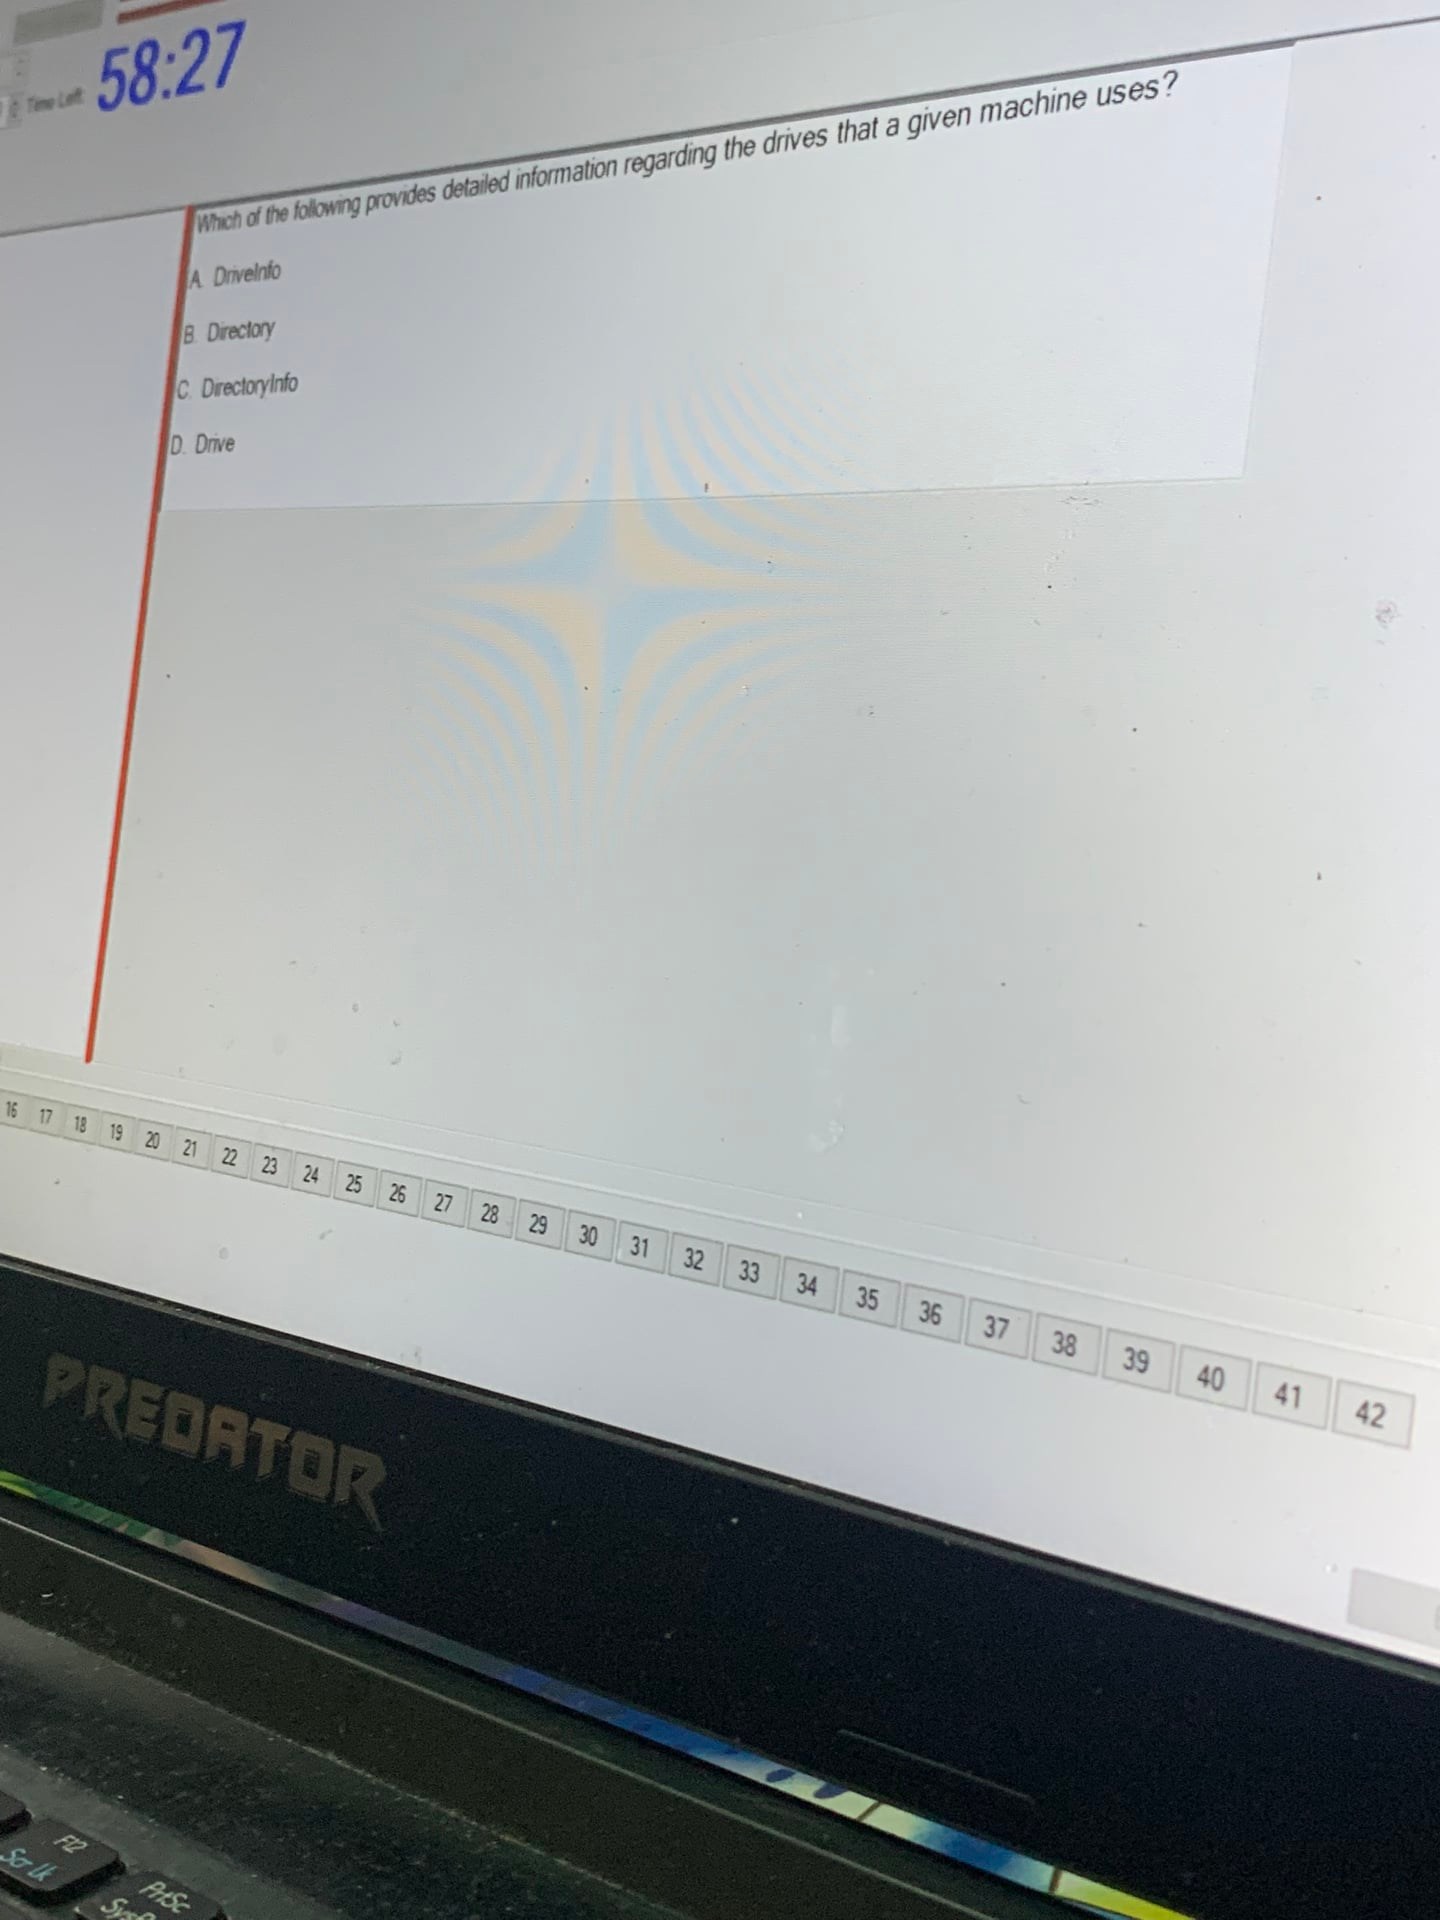 Time Left: 58:27
Which of the following provides detailed information regarding the drives that a given machine uses?
A. DriveInfo
B. Directory
C. DirectoryInfo
D. Drive
16 17 18 19 20 21 22 23 24 25 26 27 28 29 30 31 32 33 34 35 36 37 38 39 40 41 42
PREDATOR
F12
Scr Lk
PrtSc